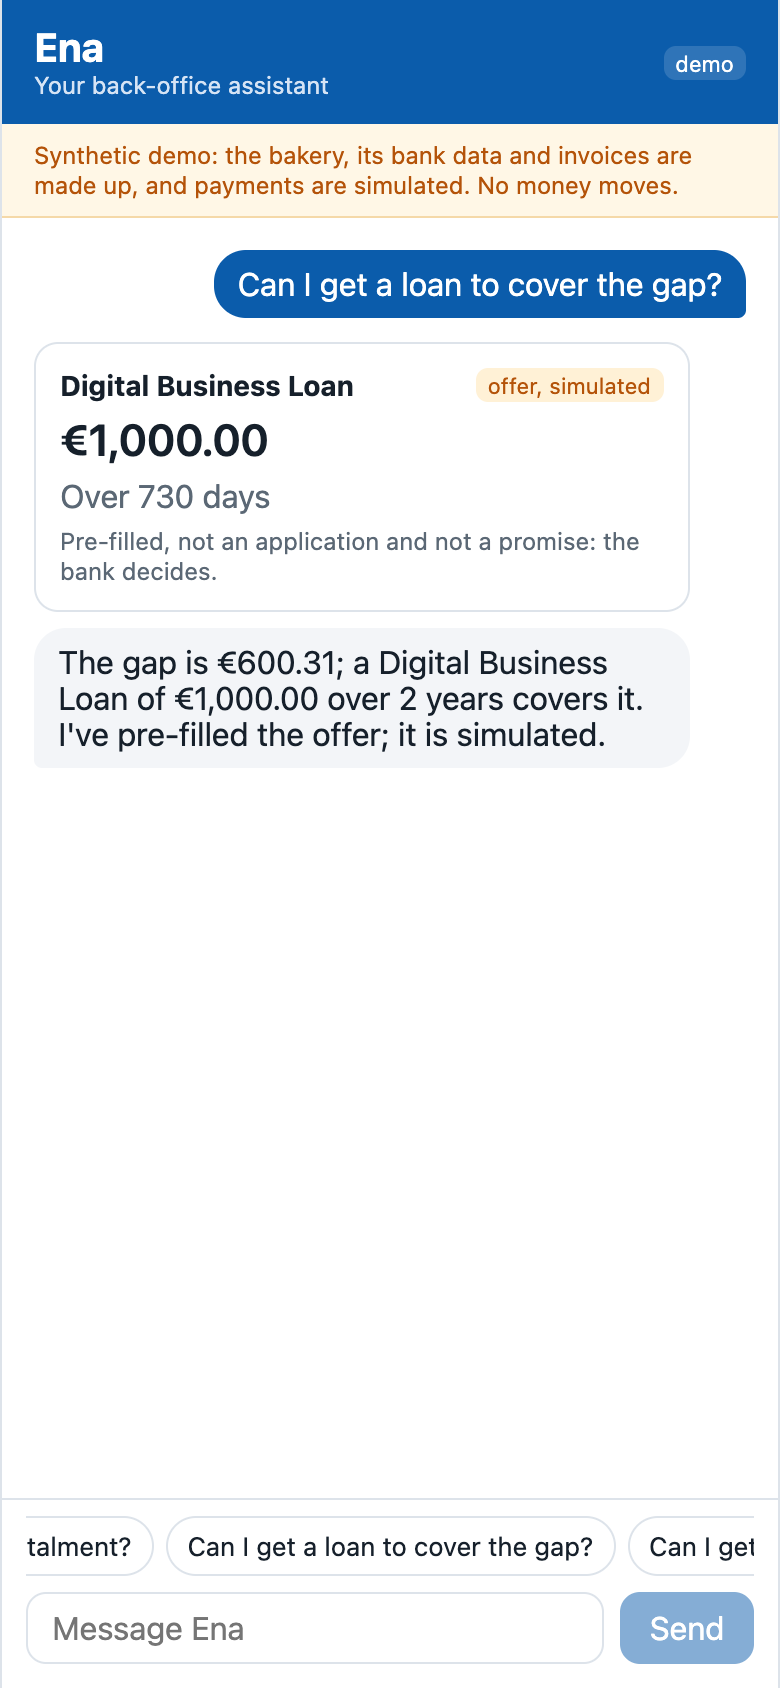 Ena
Your back-office assistant
demo
Synthetic demo: the bakery, its bank data and invoices are
made up, and payments are simulated. No money moves.
Can I get a loan to cover the gap?
Digital Business Loan
offer, simulated
€1,000.00
Over 730 days
Pre-filled, not an application and not a promise: the
bank decides.
The gap is €600.31; a Digital Business
Loan of €1,000.00 over 2 years covers it.
I've pre-filled the offer; it is simulated.
talment?
Can I get a loan to cover the gap?
Can I get
Message Ena
Send